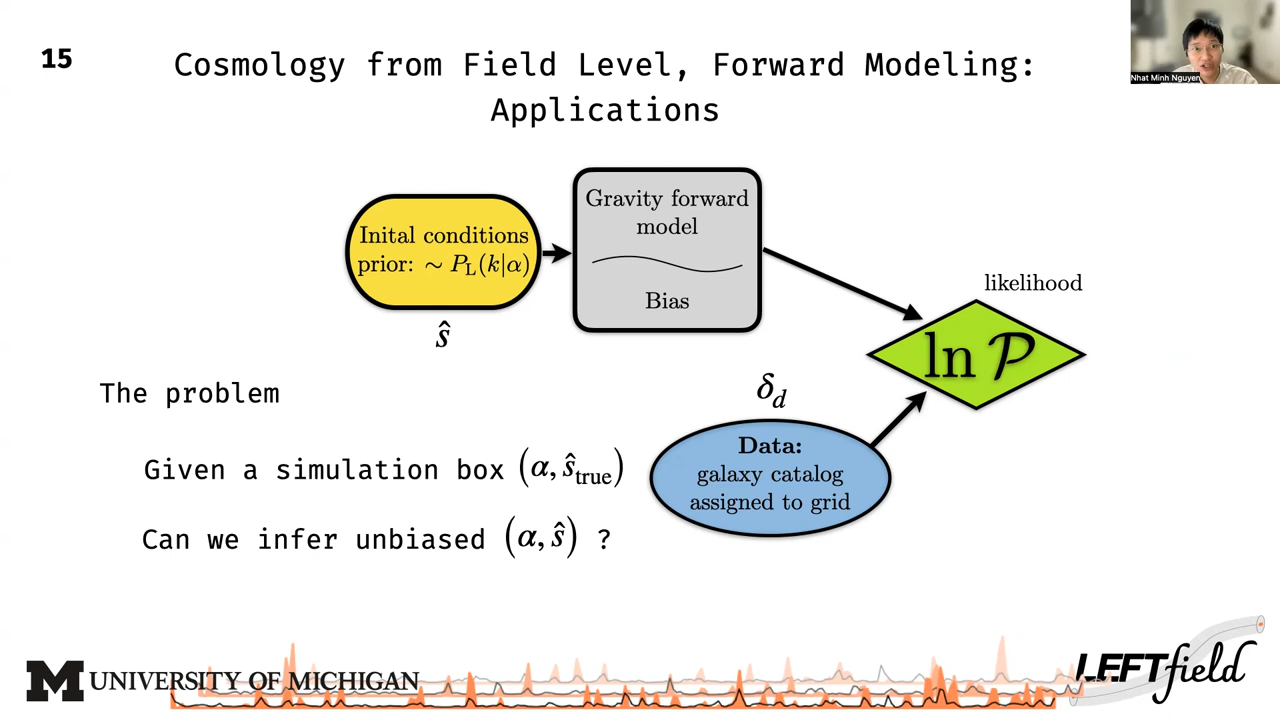 15
Cosmology from Field Level, Forward Modeling:
Applications
Nhat Minh Nguyen
Inital conditions
prior: ∼ P_L(k|α)
ŝ
Gravity forward
model
Bias
likelihood
ln 𝒫
δ_d
Data:
galaxy catalog
assigned to grid
The problem
Given a simulation box (α, ŝ_true)
Can we infer unbiased (α, ŝ) ?
M UNIVERSITY OF MICHIGAN
LEFTfield